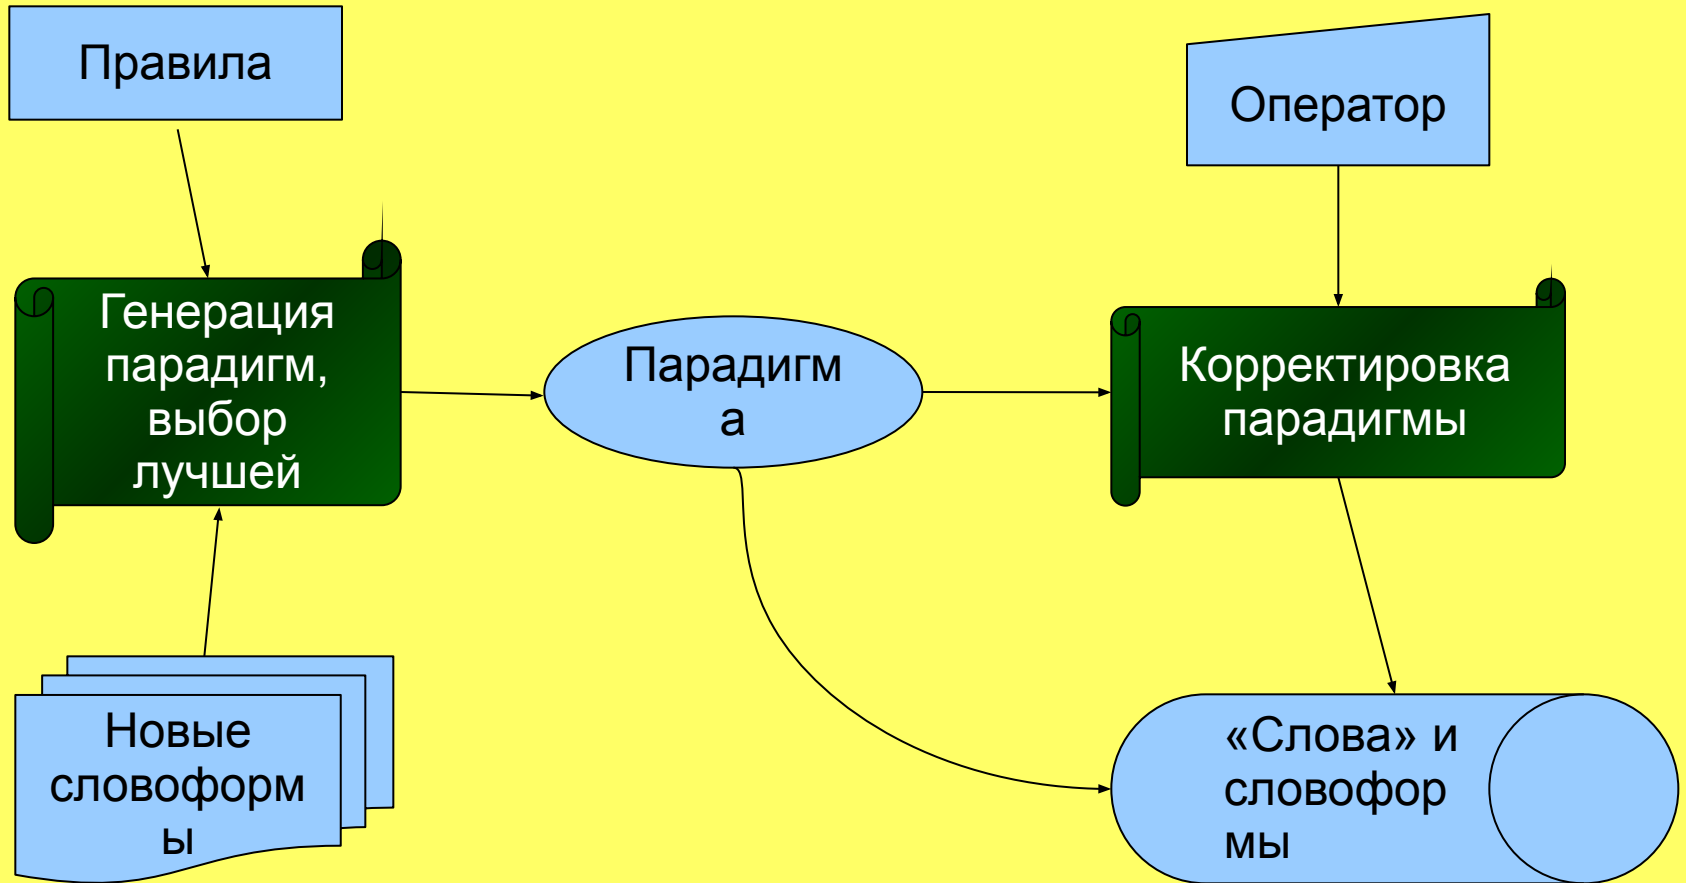 Правила
Оператор
Генерация
парадигм,
выбор
лучшей
Парадигм
а
Корректировка
парадигмы
Новые
словоформ
ы
«Слова» и
словофор
мы